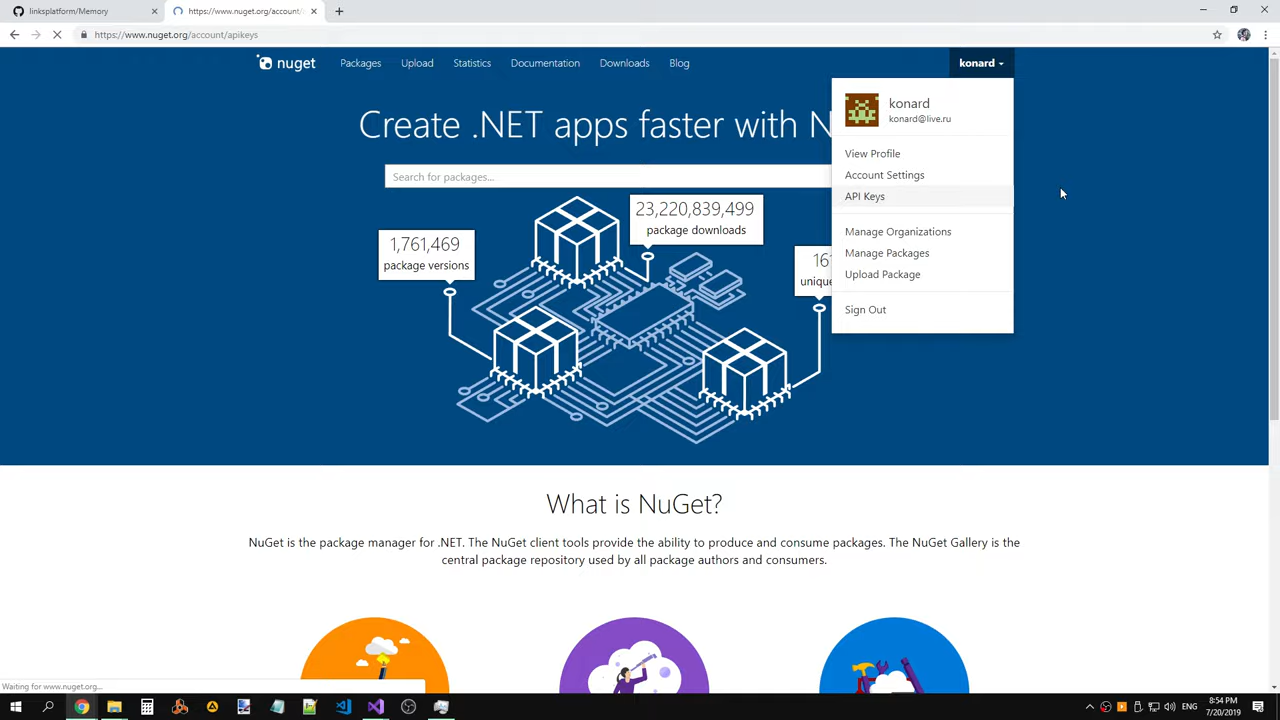 linksplatform/Memory
https://www.nuget.org/account/
https://www.nuget.org/account/apikeys
nuget
Packages
Upload
Statistics
Documentation
Downloads
Blog
konard
konard
konard@live.ru
View Profile
Account Settings
API Keys
Manage Organizations
Manage Packages
Upload Package
Sign Out
Create .NET apps faster with N
Search for packages...
1,761,469
package versions
23,220,839,499
package downloads
16
unique
What is NuGet?
NuGet is the package manager for .NET. The NuGet client tools provide the ability to produce and consume packages. The NuGet Gallery is the
central package repository used by all package authors and consumers.
Waiting for www.nuget.org...
ENG
8:54 PM
7/20/2019